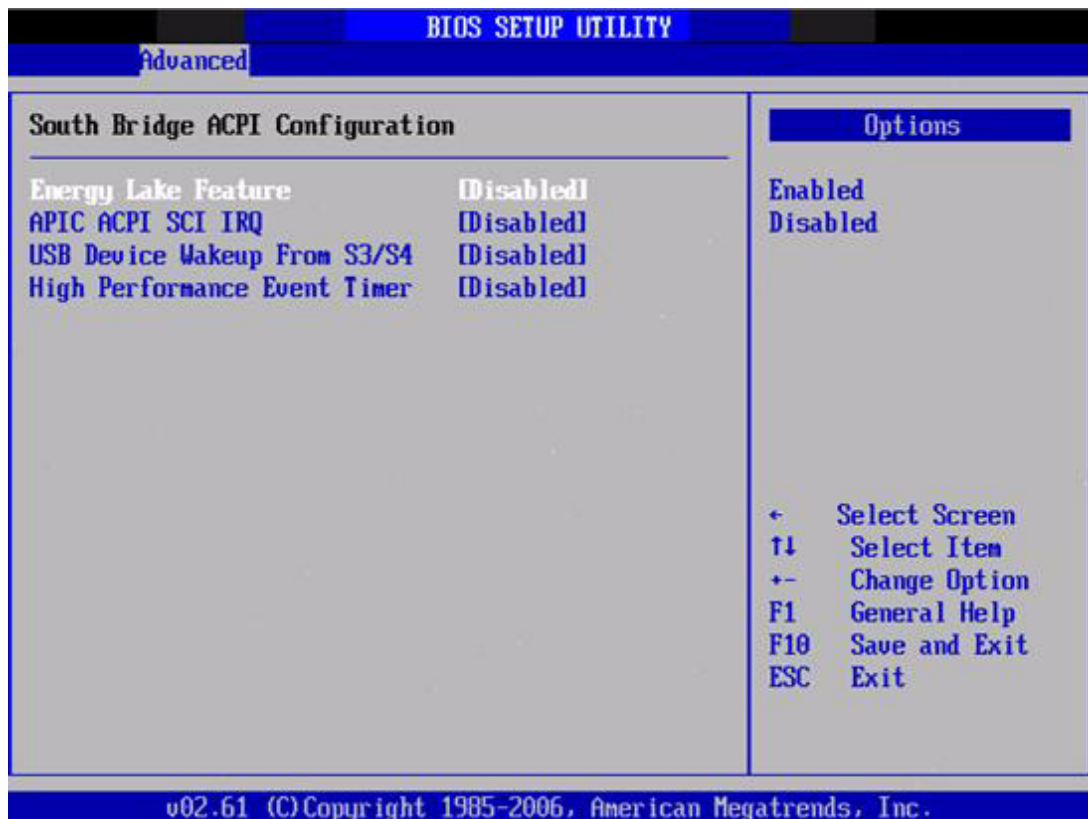 BIOS SETUP UTILITY
Advanced
South Bridge ACPI Configuration
Energy Lake Feature [Disabled]
APIC ACPI SCI IRQ [Disabled]
USB Device Wakeup From S3/S4 [Disabled]
High Performance Event Timer [Disabled]
Options
Enabled
Disabled
← Select Screen
↑↓ Select Item
+- Change Option
F1 General Help
F10 Save and Exit
ESC Exit
v02.61 (C)Copyright 1985-2006, American Megatrends, Inc.